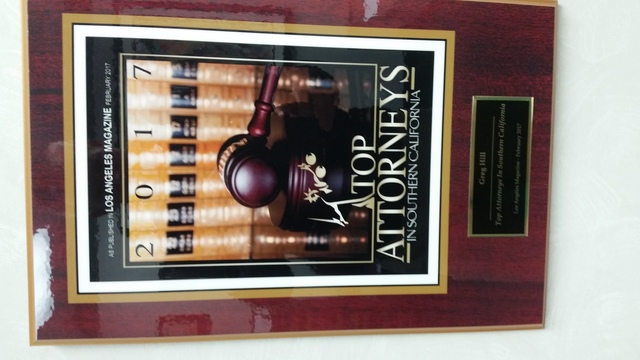 AS PUBLISHED IN LOS ANGELES MAGAZINE FEBRUARY 2017
2017
LA TOP
ATTORNEYS
IN SOUTHERN CALIFORNIA
Greg Hill
Top Attorneys In Southern California
Los Angeles Magazine - February 2017